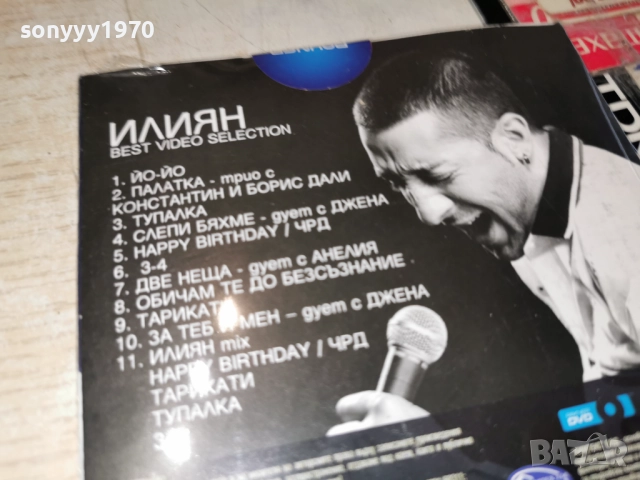 sonyyy1970
ИЛИЯН
BEST VIDEO SELECTION
1. ЙО-ЙО
2. ПАЛАТКА - трио с
КОНСТАНТИН И БОРИС ДАЛИ
3. ТУПАЛКА
4. СЛЕПИ БЯХМЕ - дует с ДЖЕНА
5. HAPPY BIRTHDAY / ЧРД
6. 3-4
7. ДВЕ НЕЩА - дует с АНЕЛИЯ
8. ОБИЧАМ ТЕ ДО БЕЗСЪЗНАНИЕ
9. ТАРИКАТИ
10. ЗА ТЕБ И МЕН - дует с ДЖЕНА
11. ИЛИЯН mix
HAPPY BIRTHDAY / ЧРД
ТАРИКАТИ
ТУПАЛКА
DVD
BAZAR